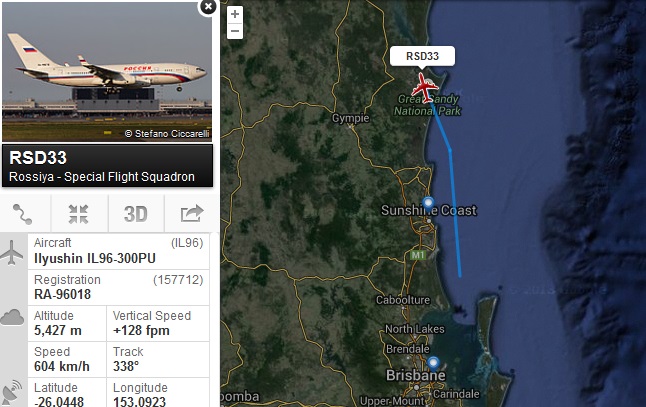 © Stefano Ciccarelli
RSD33
Rossiya - Special Flight Squadron
3D
Aircraft (IL96)
Ilyushin IL96-300PU
Registration (157712)
RA-96018
Altitude Vertical Speed
5,427 m +128 fpm
Speed Track
604 km/h 338°
Latitude Longitude
-26.0448 153.0923
+
−
RSD33
Great Sandy
National Park
Gympie
Sunshine Coast
M1
Caboolture
North Lakes
Brendale
Brisbane
Carindale
Upper-Mount
oomba
РОССИЯ